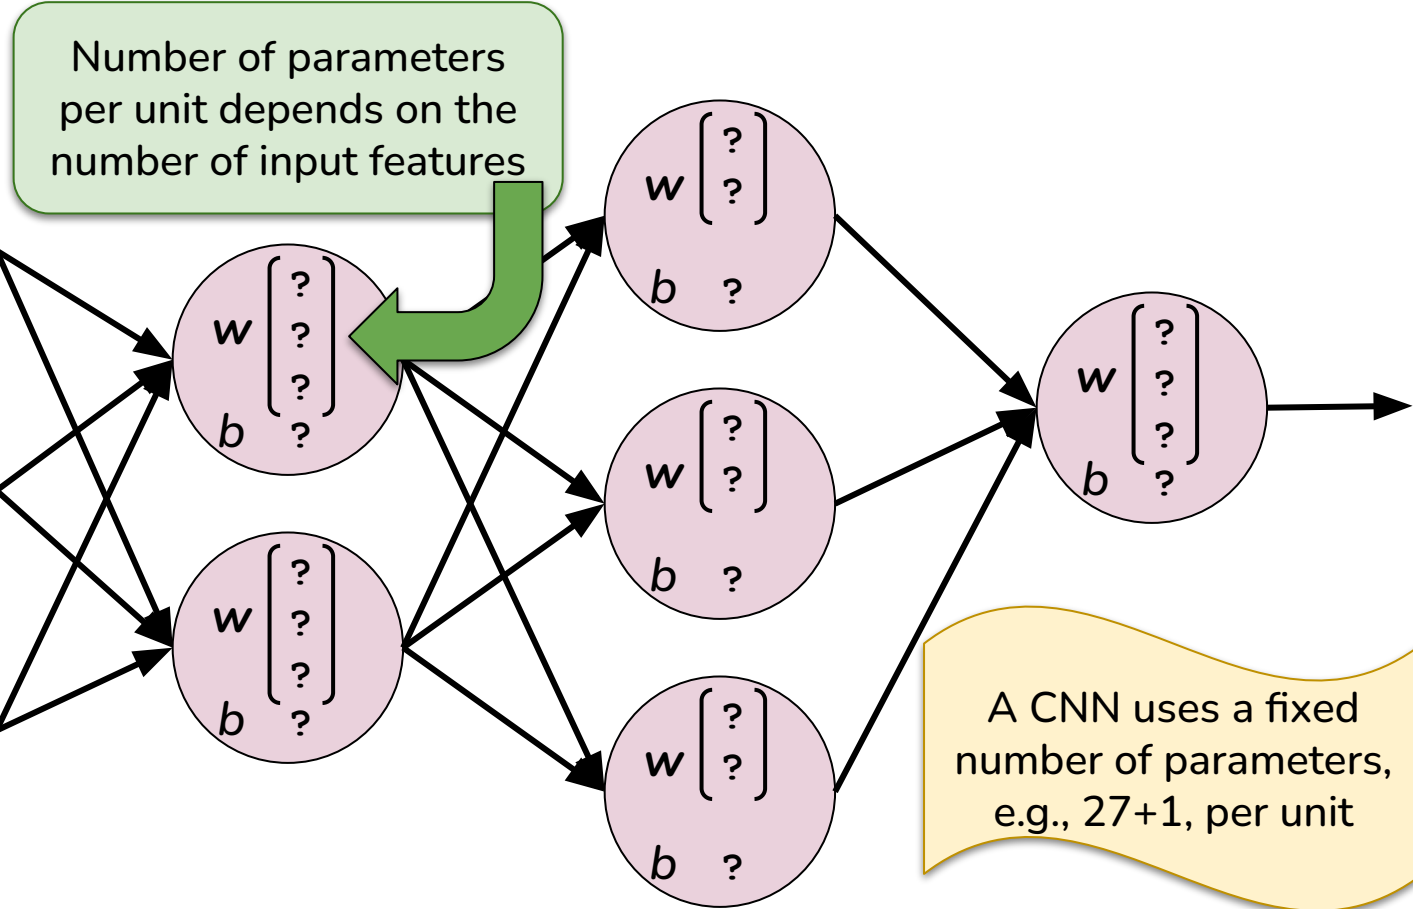 Number of parameters
per unit depends on the
number of input features
w ?
?
?
b ?
w ?
?
?
b ?
w ?
?
b ?
w ?
?
b ?
w ?
?
b ?
w ?
?
?
b ?
A CNN uses a fixed
number of parameters,
e.g., 27+1, per unit